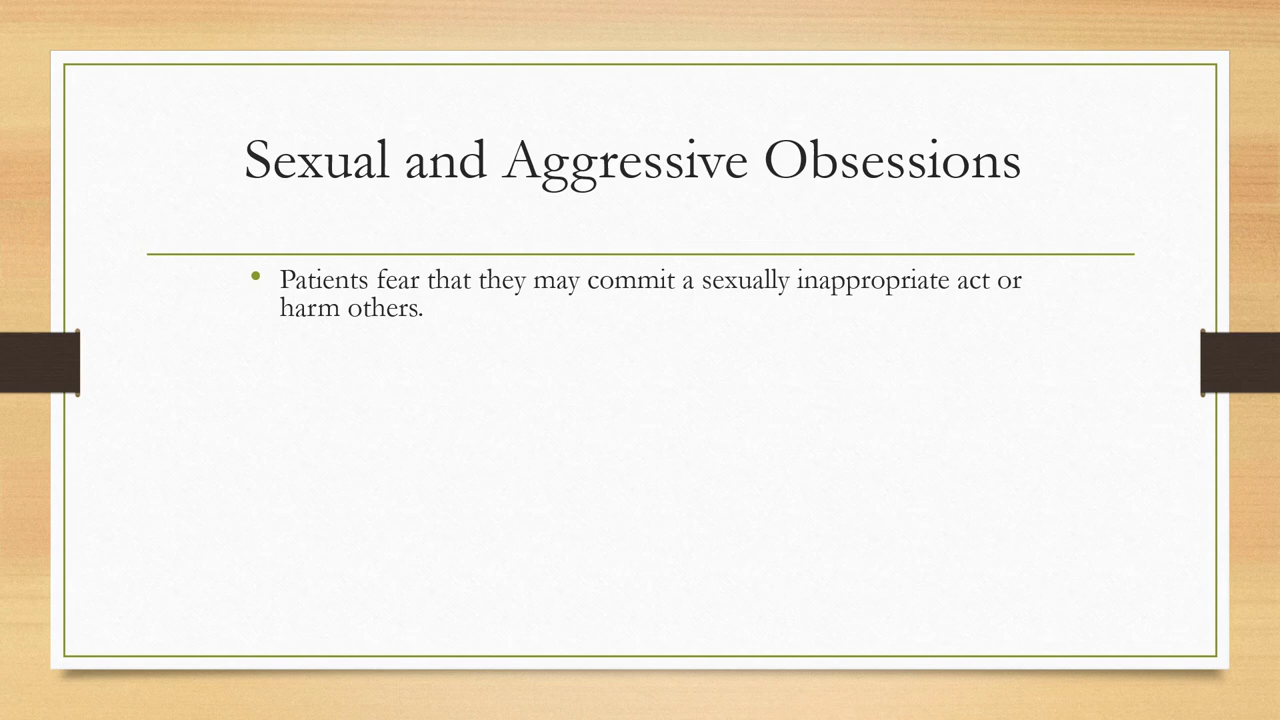 Sexual and Aggressive Obsessions
• Patients fear that they may commit a sexually inappropriate act or
harm others.